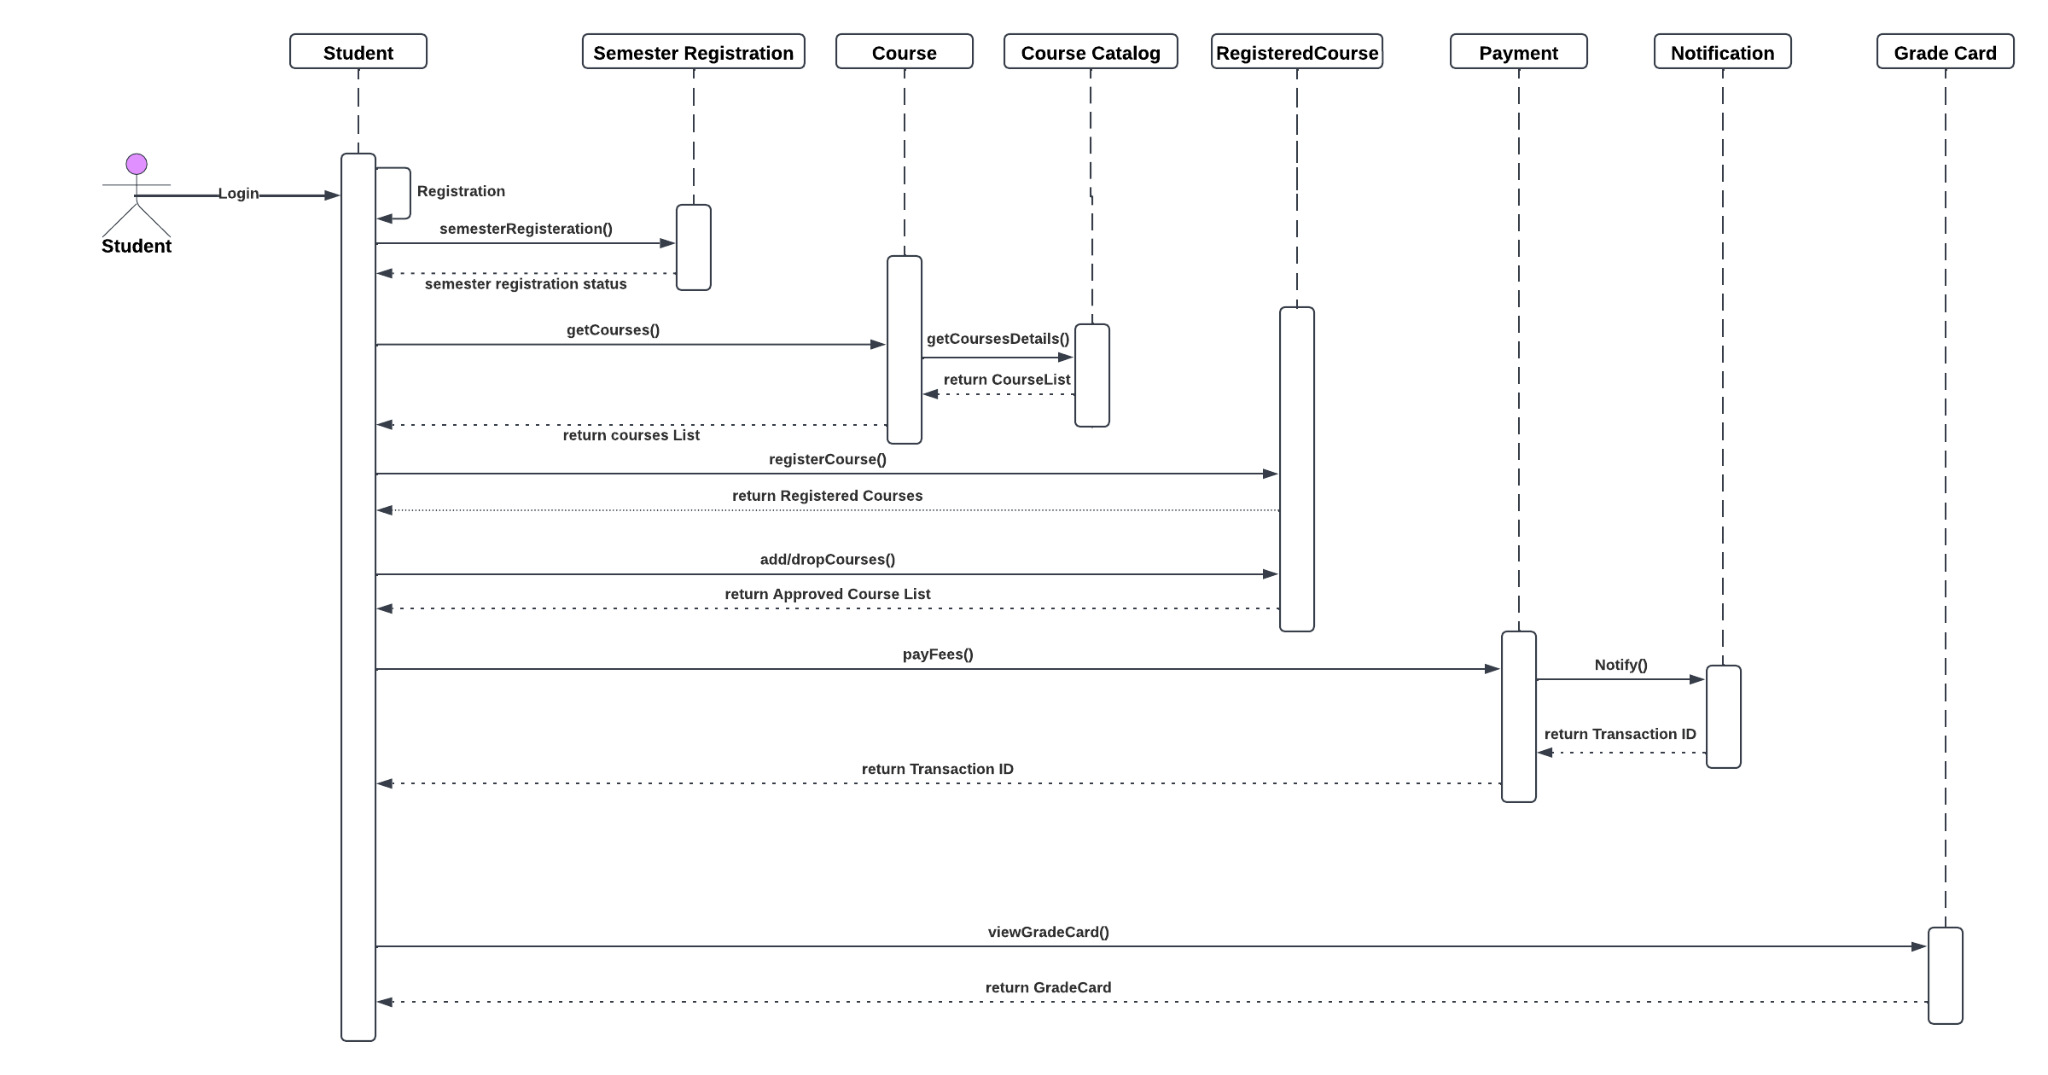 Student
Semester Registration
Course
Course Catalog
RegisteredCourse
Payment
Notification
Grade Card
Registration
Login
semesterRegisteration()
Student
semester registration status
getCourses()
getCoursesDetails()
return CourseList
return courses List
registerCourse()
return Registered Courses
add/dropCourses()
return Approved Course List
payFees()
Notify()
return Transaction ID
return Transaction ID
viewGradeCard()
return GradeCard